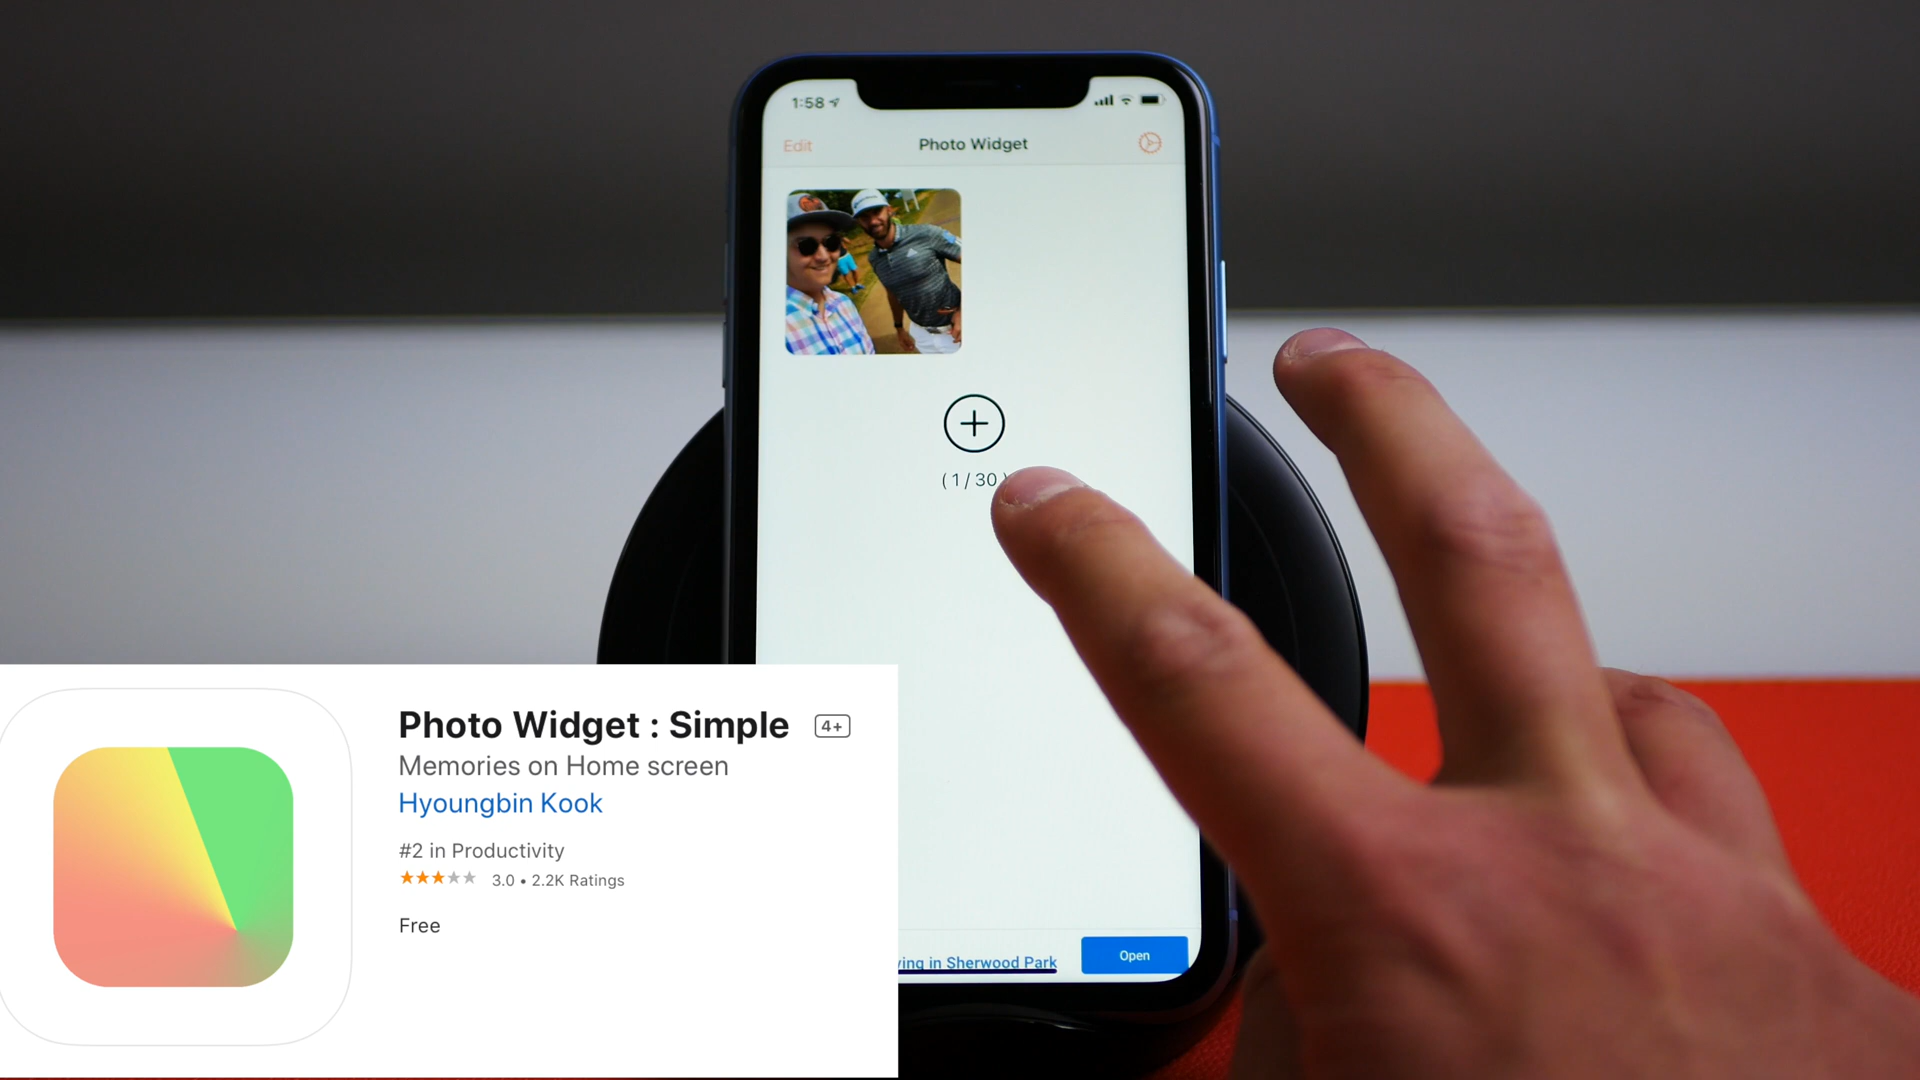 1:58
Edit
Photo Widget
(1/30)
Photo Widget : Simple 4+
Memories on Home screen
Hyoungbin Kook
#2 in Productivity
3.0 • 2.2K Ratings
Free
in Sherwood Park
Open